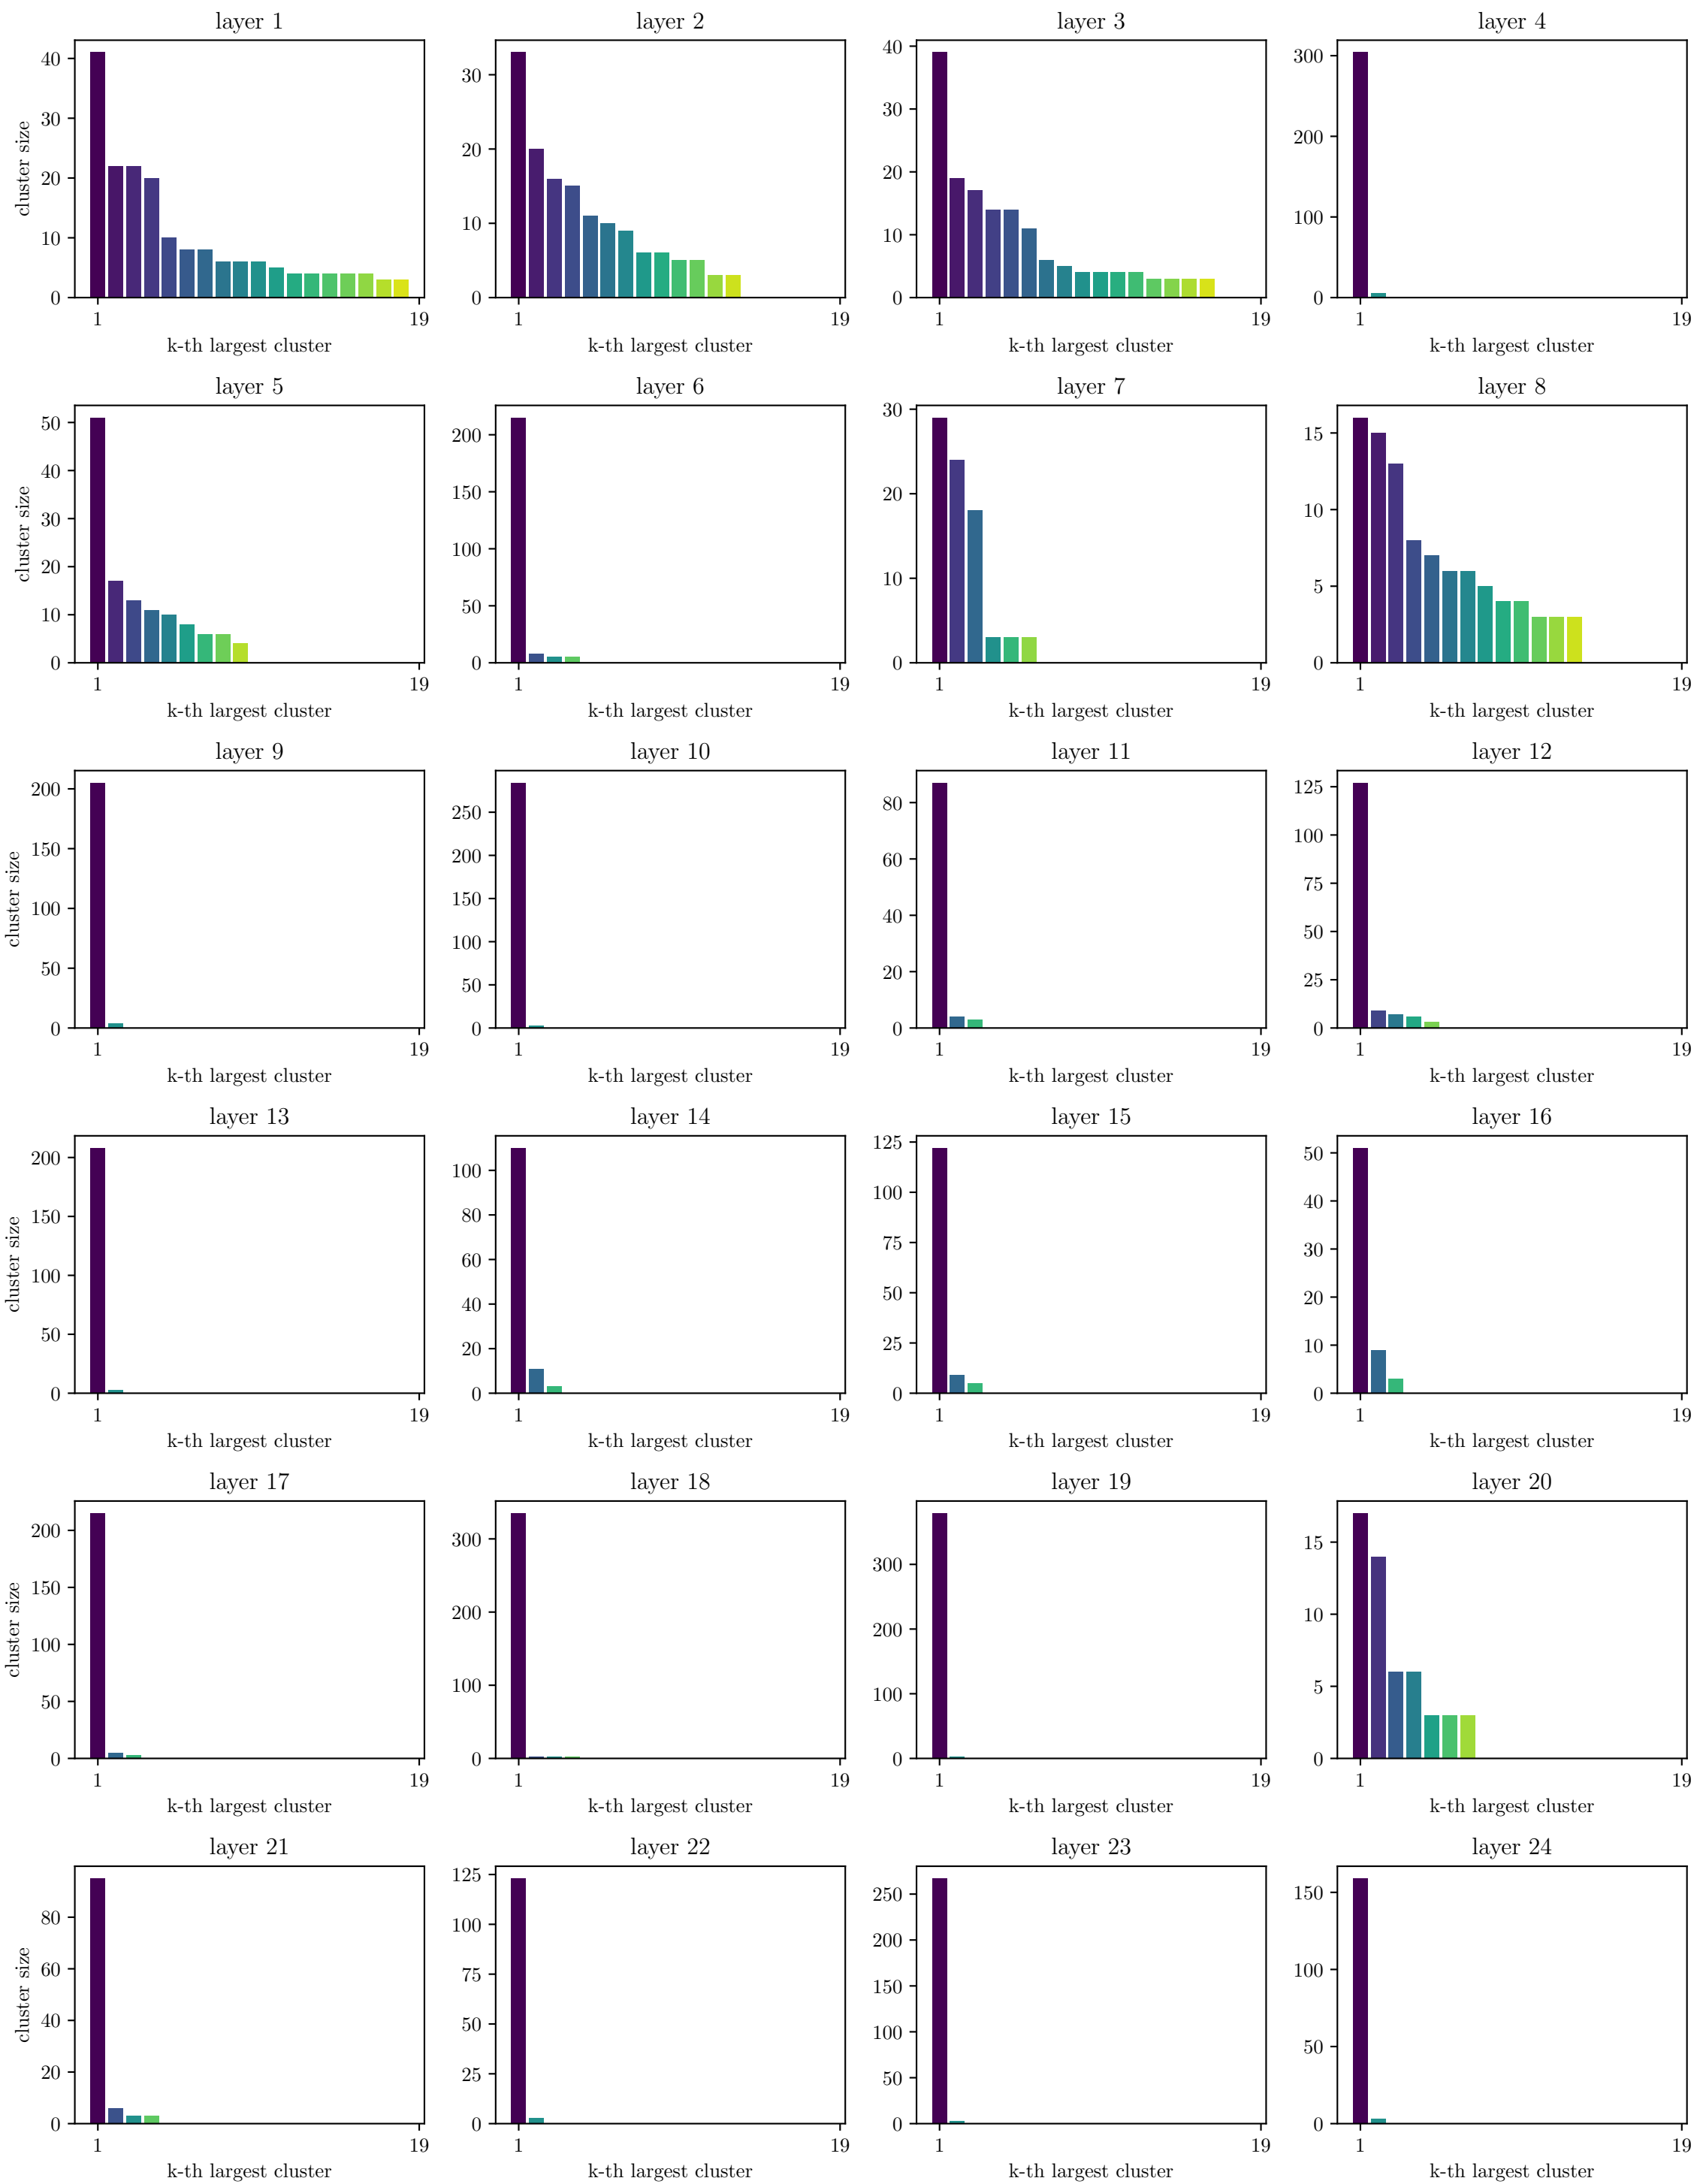 layer 1
40
30
20
10
0
cluster size
1 19
k-th largest cluster
layer 2
30
20
10
0
1 19
k-th largest cluster
layer 3
40
30
20
10
0
1 19
k-th largest cluster
layer 4
300
200
100
0
1 19
k-th largest cluster
layer 5
50
40
30
20
10
0
cluster size
1 19
k-th largest cluster
layer 6
200
150
100
50
0
1 19
k-th largest cluster
layer 7
30
20
10
0
1 19
k-th largest cluster
layer 8
15
10
5
0
1 19
k-th largest cluster
layer 9
200
150
100
50
0
cluster size
1 19
k-th largest cluster
layer 10
250
200
150
100
50
0
1 19
k-th largest cluster
layer 11
80
60
40
20
0
1 19
k-th largest cluster
layer 12
125
100
75
50
25
0
1 19
k-th largest cluster
layer 13
200
150
100
50
0
cluster size
1 19
k-th largest cluster
layer 14
100
80
60
40
20
0
1 19
k-th largest cluster
layer 15
125
100
75
50
25
0
1 19
k-th largest cluster
layer 16
50
40
30
20
10
0
1 19
k-th largest cluster
layer 17
200
150
100
50
0
cluster size
1 19
k-th largest cluster
layer 18
300
200
100
0
1 19
k-th largest cluster
layer 19
300
200
100
0
1 19
k-th largest cluster
layer 20
15
10
5
0
1 19
k-th largest cluster
layer 21
80
60
40
20
0
cluster size
1 19
k-th largest cluster
layer 22
125
100
75
50
25
0
1 19
k-th largest cluster
layer 23
250
200
150
100
50
0
1 19
k-th largest cluster
layer 24
150
100
50
0
1 19
k-th largest cluster